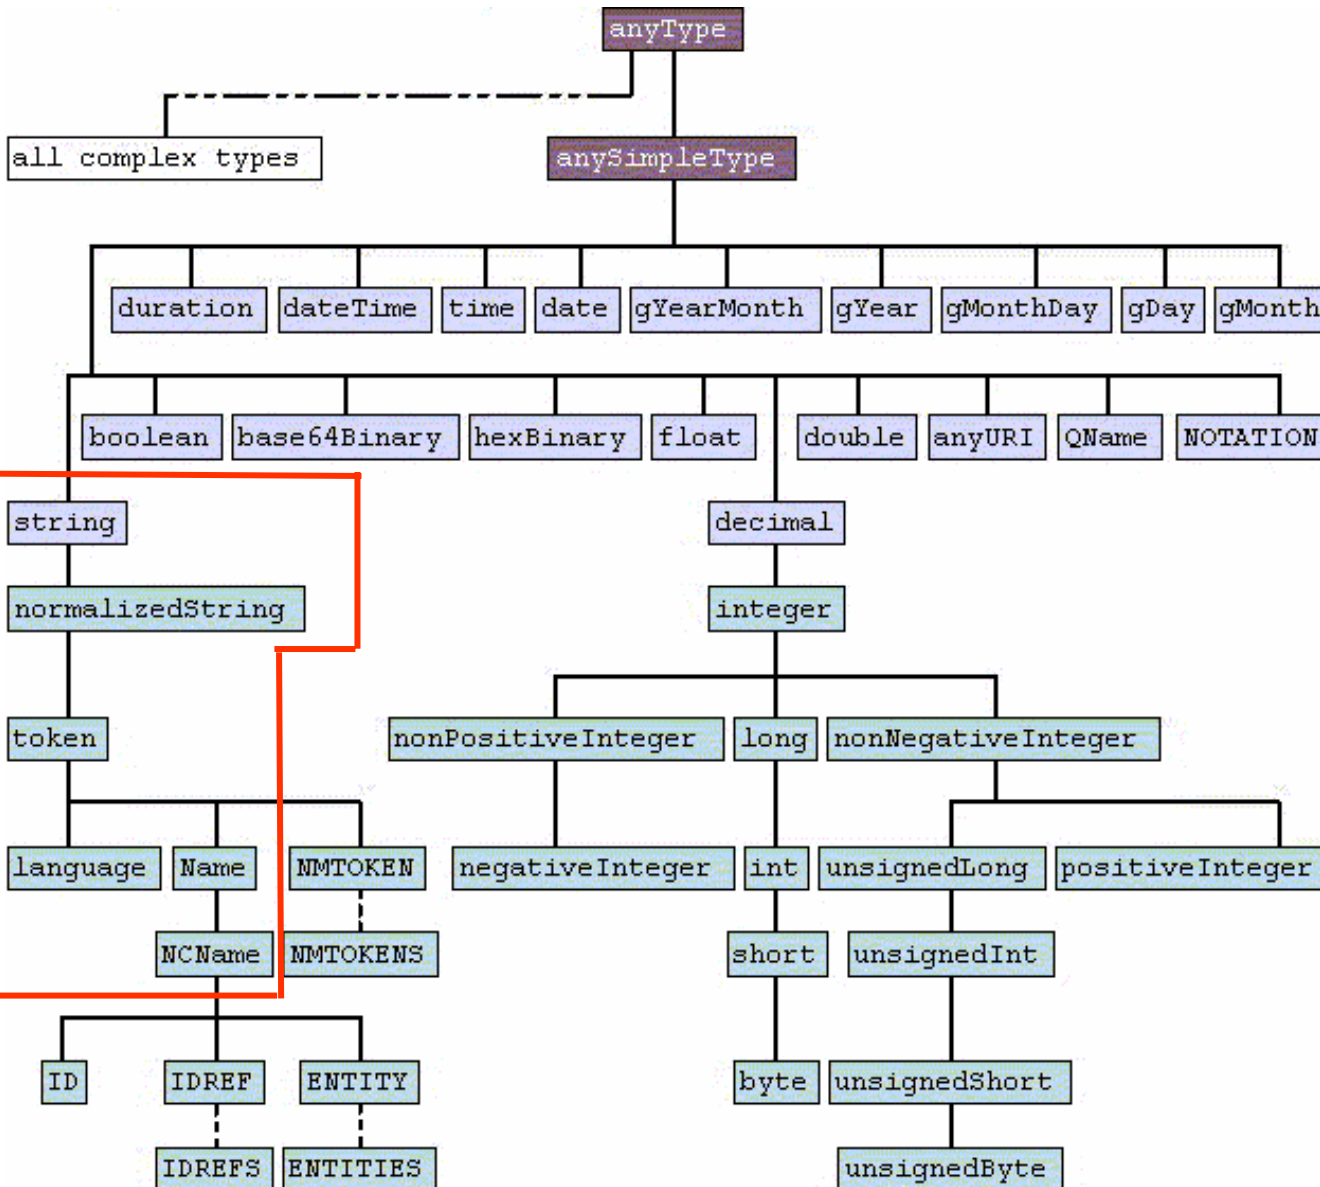 anyType
all complex types anySimpleType
duration dateTime time date gYearMonth gYear gMonthDay gDay gMonth
boolean base64Binary hexBinary float double anyURI QName NOTATION
string decimal
normalizedString integer
token nonPositiveInteger long nonNegativeInteger
language Name NMTOKEN negativeInteger int unsignedLong positiveInteger
NCName NMTOKENS short unsignedInt
ID IDREF ENTITY byte unsignedShort
IDREFS ENTITIES unsignedByte